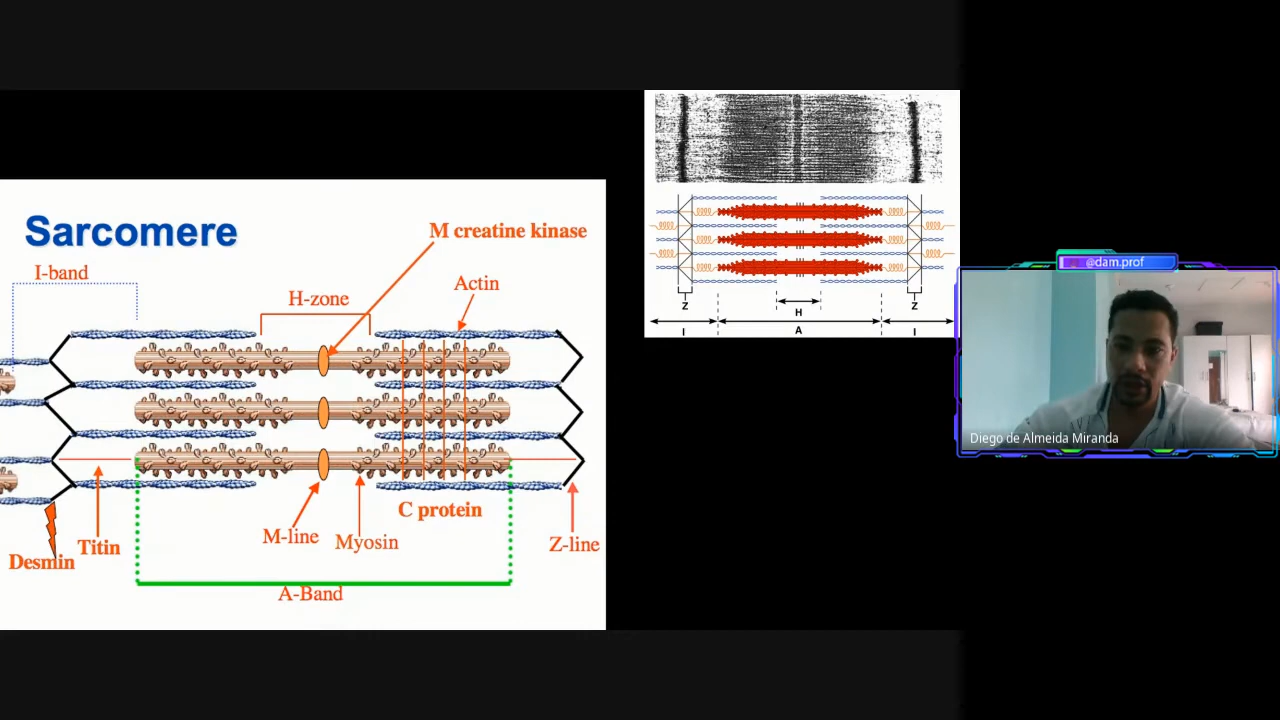 Sarcomere
M creatine kinase
I-band
H-zone
Actin
C protein
M-line
Myosin
Z-line
Titin
Desmin
A-Band
Z
Z
H
I
A
I
@dam.prof
Diego de Almeida Miranda